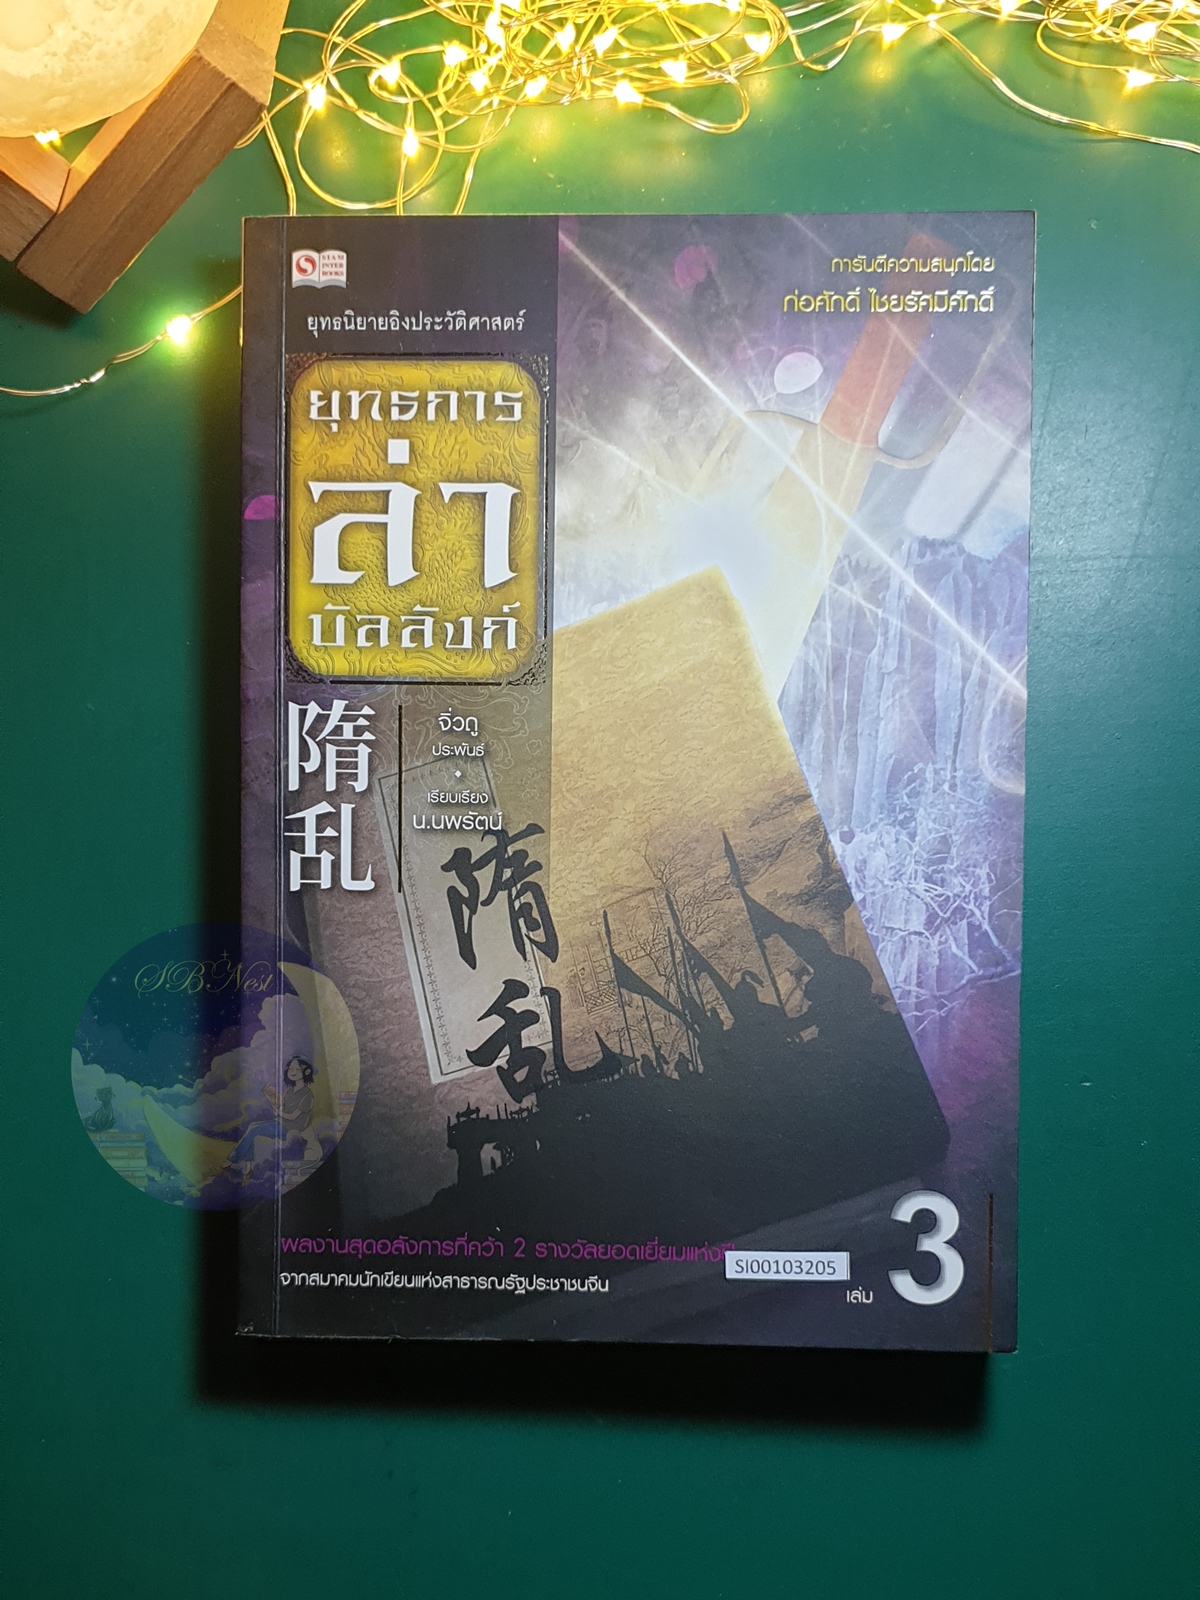 SIAM
INTER
BOOKS
การันตีความสนุกโดย
ก่อศักดิ์ ไชยรัศมีศักดิ์
ยุทธนิยายอิงประวัติศาสตร์
ยุทธการ
ล่า
บัลลังก์
隋乱
จิ่วถู
ประพันธ์
เรียบเรียง
น.นพรัตน์
隋乱
SB Nest
ผลงานสุดอลังการที่คว้า 2 รางวัลยอดเยี่ยมแห่งปี
จากสมาคมนักเขียนแห่งสาธารณรัฐประชาชนจีน
SI00103205
เล่ม 3